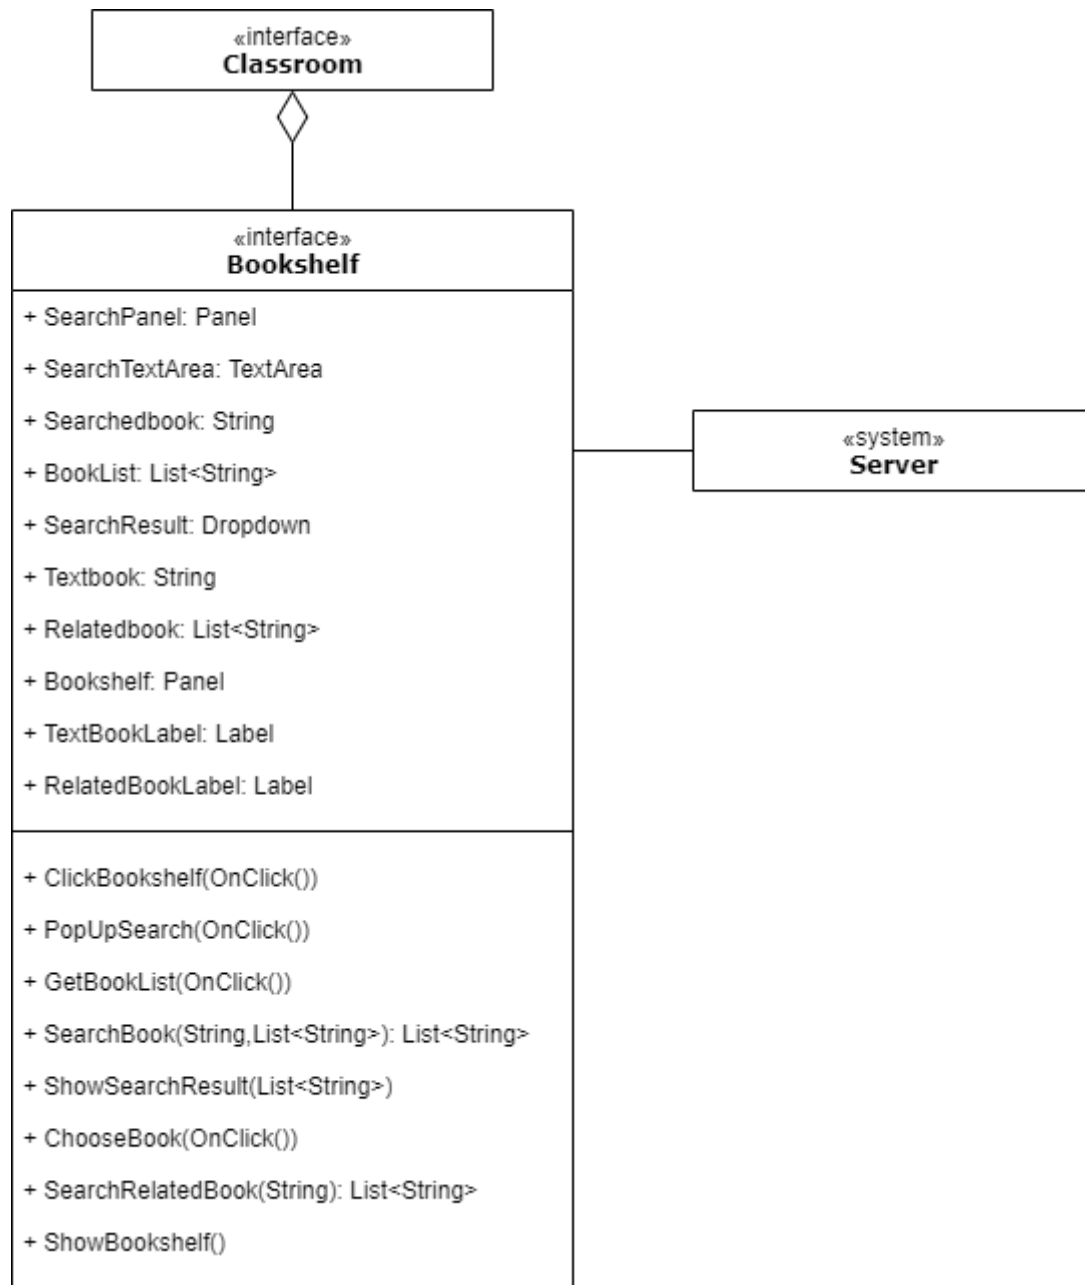 «interface»
Classroom
«interface»
Bookshelf
+ SearchPanel: Panel
+ SearchTextArea: TextArea
+ Searchedbook: String
+ BookList: List<String>
+ SearchResult: Dropdown
+ Textbook: String
+ Relatedbook: List<String>
+ Bookshelf: Panel
+ TextBookLabel: Label
+ RelatedBookLabel: Label
+ ClickBookshelf(OnClick())
+ PopUpSearch(OnClick())
+ GetBookList(OnClick())
+ SearchBook(String,List<String>): List<String>
+ ShowSearchResult(List<String>)
+ ChooseBook(OnClick())
+ SearchRelatedBook(String): List<String>
+ ShowBookshelf()
«system»
Server